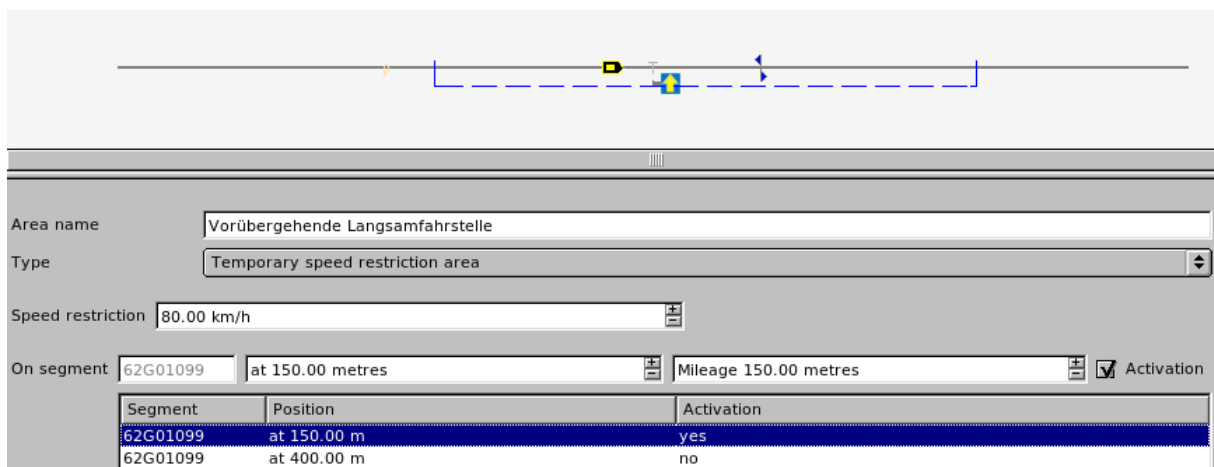 Area name Vorübergehende Langsamfahrstelle
Type Temporary speed restriction area
Speed restriction 80.00 km/h
On segment 62G01099 at 150.00 metres Mileage 150.00 metres Activation
Segment Position Activation
62G01099 at 150.00 m yes
62G01099 at 400.00 m no